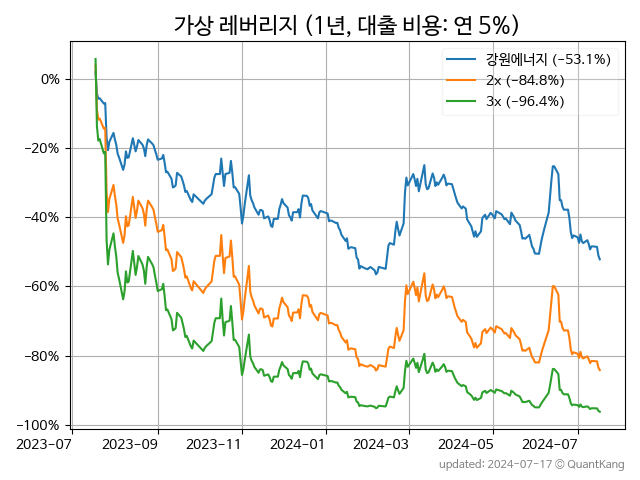 가상 레버리지 (1년, 대출 비용: 연 5%)
강원에너지 (−53.1%)
2x (−84.8%)
3x (−96.4%)
0%
−20%
−40%
−60%
−80%
−100%
2023-07
2023-09
2023-11
2024-01
2024-03
2024-05
2024-07
updated: 2024-07-17 © QuantKang